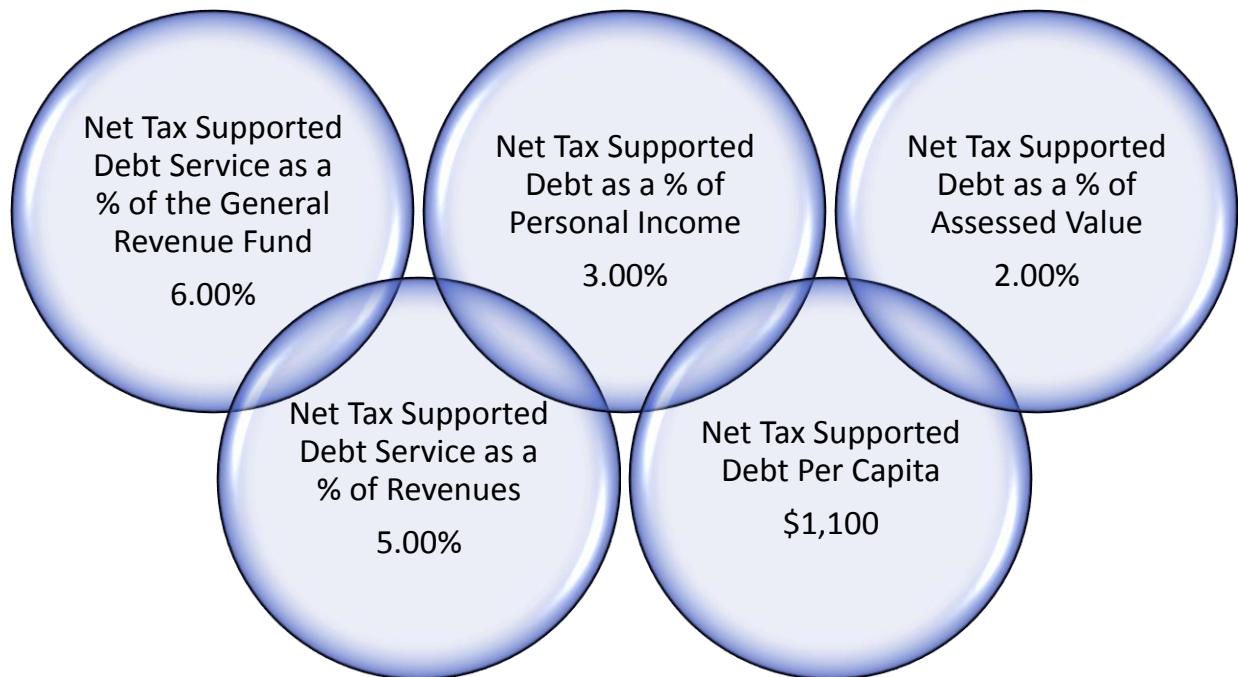 Net Tax Supported
Debt Service as a
% of the General
Revenue Fund
6.00%
Net Tax Supported
Debt Service as a
% of Revenues
5.00%
Net Tax Supported
Debt as a % of
Personal Income
3.00%
Net Tax Supported
Debt Per Capita
$1,100
Net Tax Supported
Debt as a % of
Assessed Value
2.00%